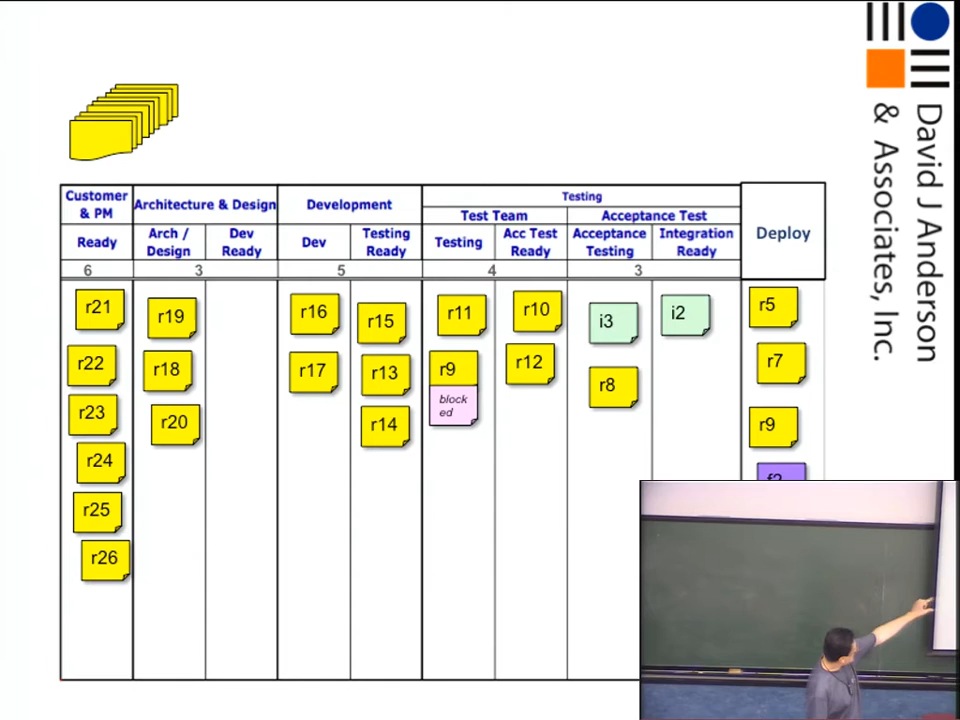 Customer
& PM
Architecture & Design
Development
Testing
Test Team
Acceptance Test
Deploy
Ready
Arch /
Design
Dev
Ready
Dev
Testing
Ready
Testing
Acc Test
Ready
Acceptance
Testing
Integration
Ready
6
3
5
4
3
r21
r22
r23
r24
r25
r26
r19
r18
r20
r16
r17
r15
r13
r14
r11
r9
block
ed
r10
r12
i3
r8
i2
r5
r7
r9
David J Anderson
& Associates, Inc.